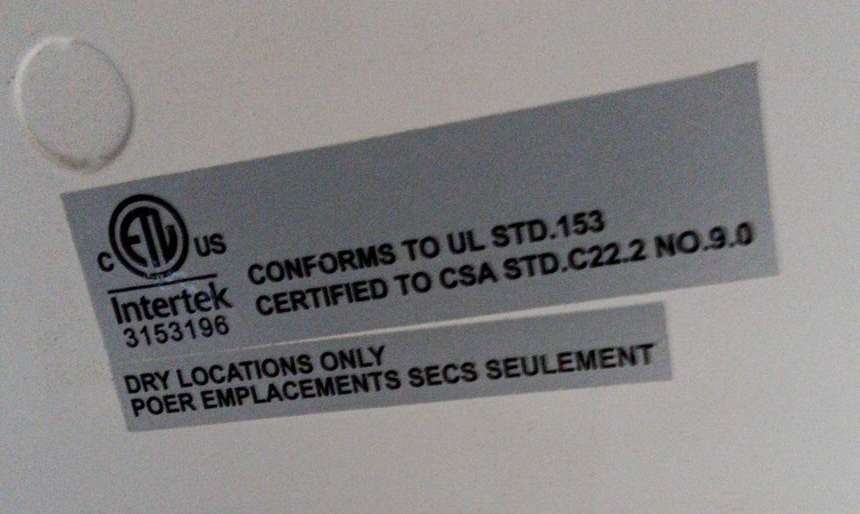 C ETL US
CONFORMS TO UL STD.153
CERTIFIED TO CSA STD.C22.2 NO.9.0
Intertek
3153196
DRY LOCATIONS ONLY
POER EMPLACEMENTS SECS SEULEMENT